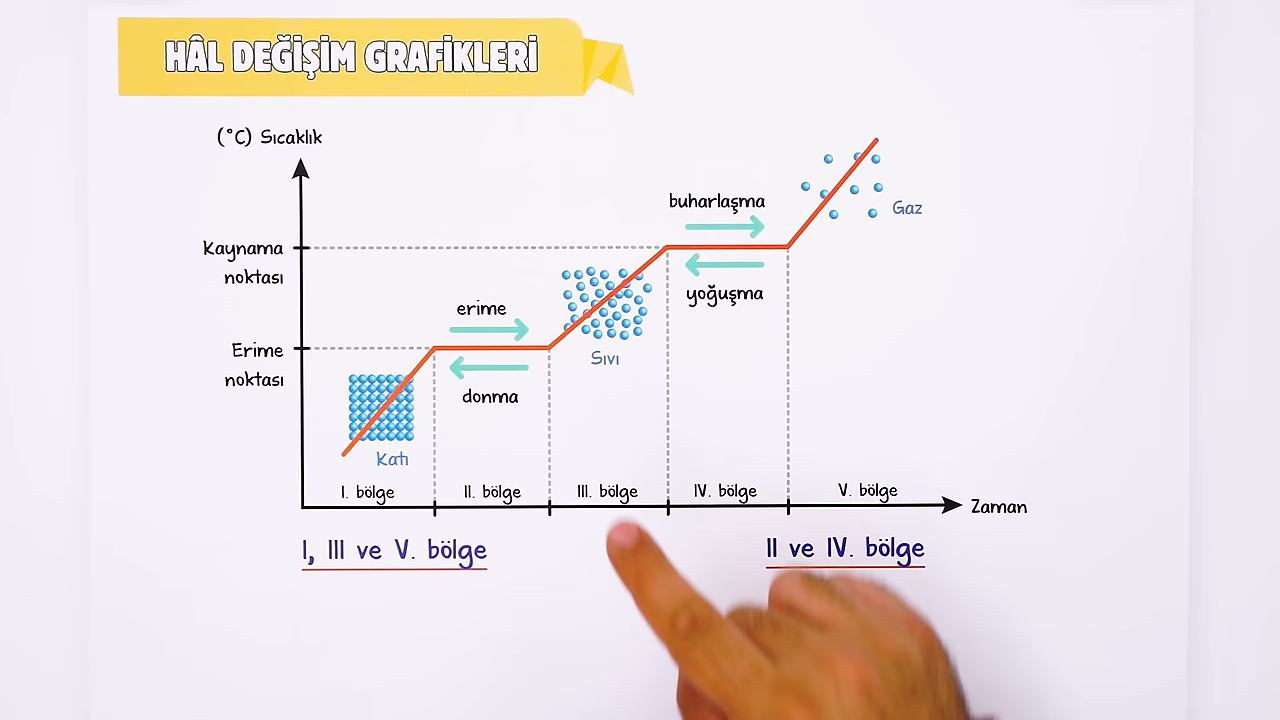 HÂL DEĞİŞİM GRAFİKLERİ
(°C) Sıcaklık
buharlaşma
Gaz
Kaynama
noktası
yoğuşma
erime
Erime
noktası
Sıvı
donma
Katı
I. bölge
II. bölge
III. bölge
IV. bölge
V. bölge
Zaman
I, III ve V. bölge
II ve IV. bölge